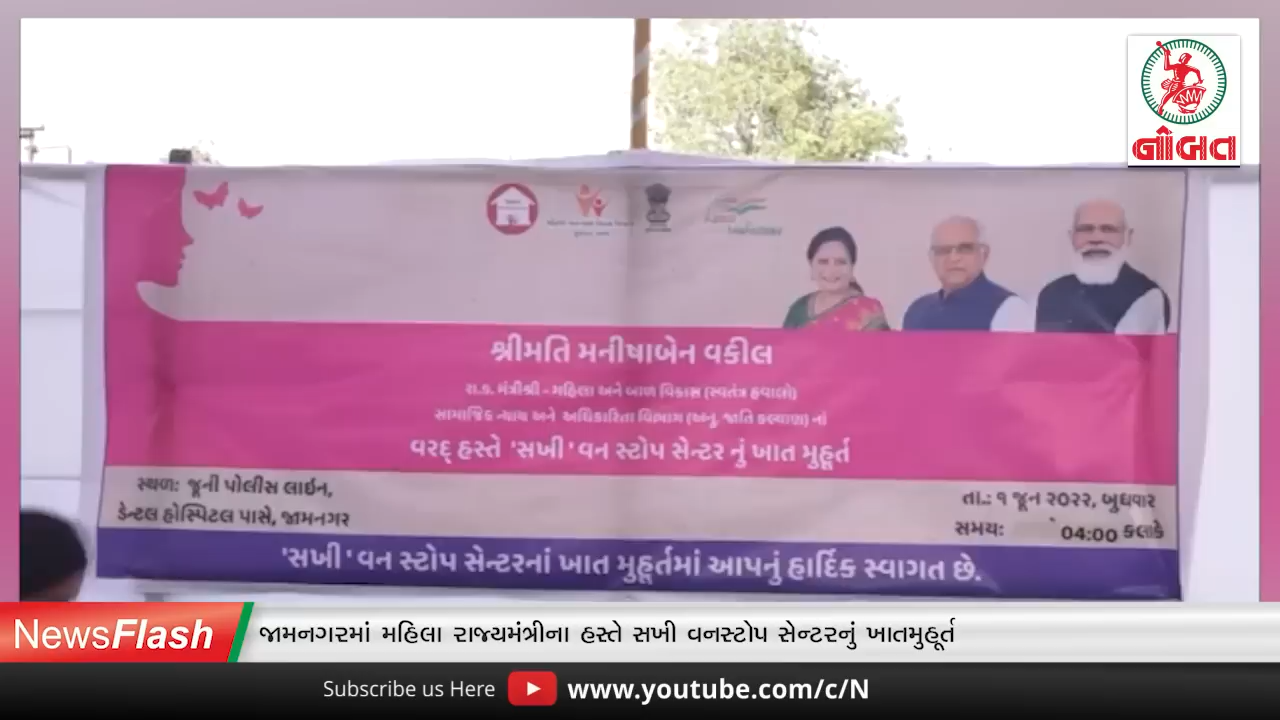 નોબત
શ્રીમતિ મનીષાબેન વકીલ
રા.ક. મંત્રીશ્રી - મહિલા અને બાળ વિકાસ (સ્વતંત્ર હવાલો)
સામાજિક ન્યાય અને અધિકારિતા વિભાગ (અનુ. જાતિ કલ્યાણ) નાં
વરદ્ હસ્તે 'સખી' વન સ્ટોપ સેન્ટર નું ખાત મુહૂર્ત
સ્થળ: જૂની પોલીસ લાઇન,
ડેન્ટલ હોસ્પિટલ પાસે, જામનગર
તા.: ૧ જૂન ૨૦૨૨, બુધવાર
સમય: 04:00 કલાકે
'સખી' વન સ્ટોપ સેન્ટરનાં ખાત મુહૂર્તમાં આપનું હાર્દિક સ્વાગત છે.
NewsFlash
જામનગરમાં મહિલા રાજ્યમંત્રીના હસ્તે સખી વનસ્ટોપ સેન્ટરનું ખાતમુહૂર્ત
Subscribe us Here www.youtube.com/c/N